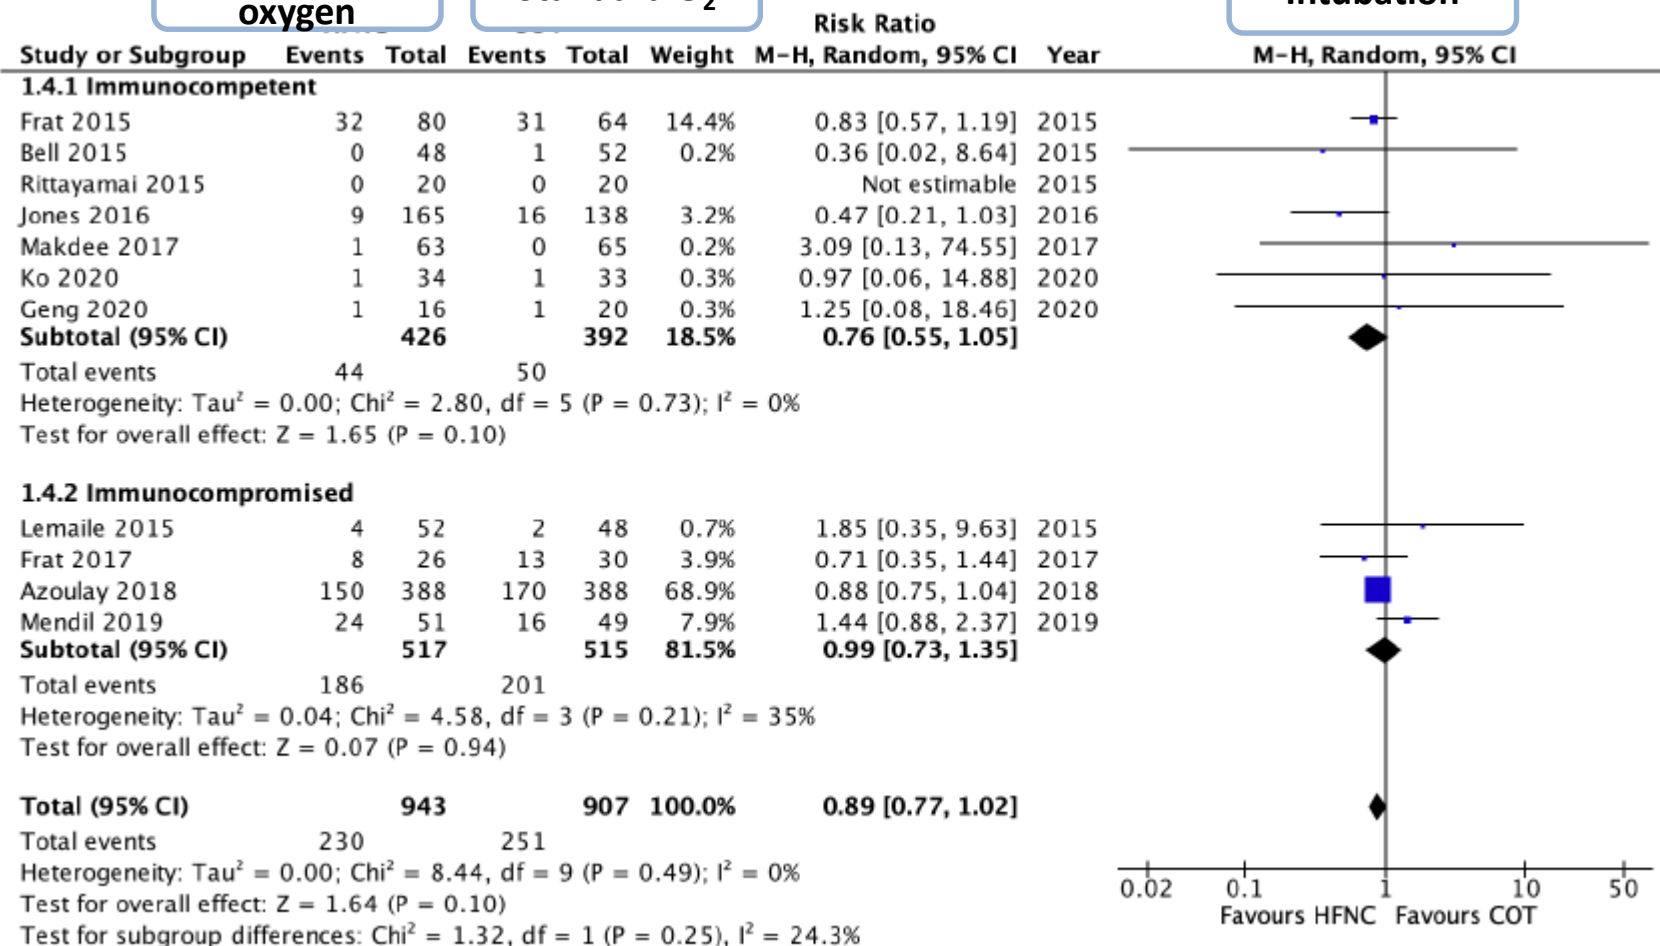 oxygen
Risk Ratio
Study or Subgroup Events Total Events Total Weight M-H, Random, 95% CI Year M-H, Random, 95% CI
1.4.1 Immunocompetent
Frat 2015 32 80 31 64 14.4% 0.83 [0.57, 1.19] 2015
Bell 2015 0 48 1 52 0.2% 0.36 [0.02, 8.64] 2015
Rittayamai 2015 0 20 0 20 Not estimable 2015
Jones 2016 9 165 16 138 3.2% 0.47 [0.21, 1.03] 2016
Makdee 2017 1 63 0 65 0.2% 3.09 [0.13, 74.55] 2017
Ko 2020 1 34 1 33 0.3% 0.97 [0.06, 14.88] 2020
Geng 2020 1 16 1 20 0.3% 1.25 [0.08, 18.46] 2020
Subtotal (95% CI) 426 392 18.5% 0.76 [0.55, 1.05]
Total events 44 50
Heterogeneity: Tau² = 0.00; Chi² = 2.80, df = 5 (P = 0.73); I² = 0%
Test for overall effect: Z = 1.65 (P = 0.10)
1.4.2 Immunocompromised
Lemaile 2015 4 52 2 48 0.7% 1.85 [0.35, 9.63] 2015
Frat 2017 8 26 13 30 3.9% 0.71 [0.35, 1.44] 2017
Azoulay 2018 150 388 170 388 68.9% 0.88 [0.75, 1.04] 2018
Mendil 2019 24 51 16 49 7.9% 1.44 [0.88, 2.37] 2019
Subtotal (95% CI) 517 515 81.5% 0.99 [0.73, 1.35]
Total events 186 201
Heterogeneity: Tau² = 0.04; Chi² = 4.58, df = 3 (P = 0.21); I² = 35%
Test for overall effect: Z = 0.07 (P = 0.94)
Total (95% CI) 943 907 100.0% 0.89 [0.77, 1.02]
Total events 230 251
Heterogeneity: Tau² = 0.00; Chi² = 8.44, df = 9 (P = 0.49); I² = 0%
Test for overall effect: Z = 1.64 (P = 0.10)
Test for subgroup differences: Chi² = 1.32, df = 1 (P = 0.25), I² = 24.3%
0.02 0.1 1 10 50
Favours HFNC Favours COT